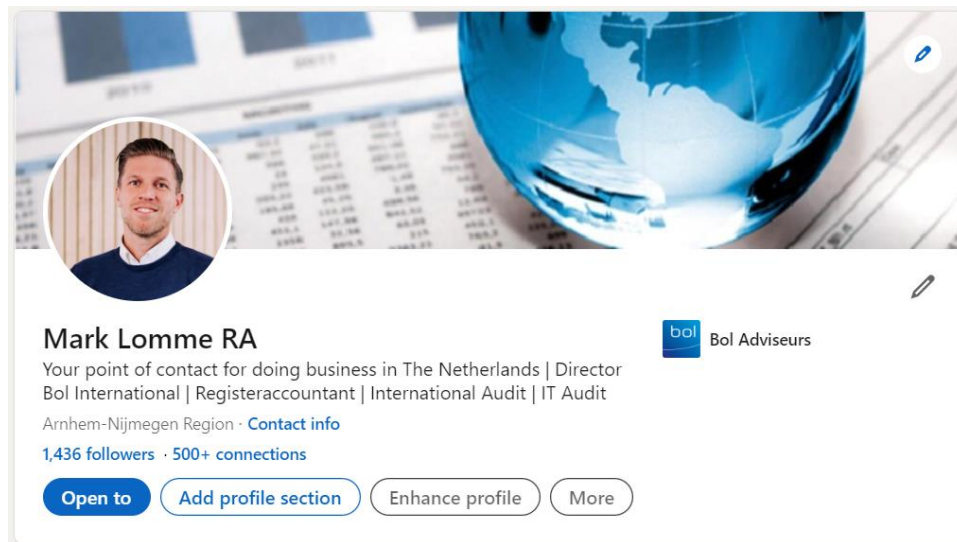 Mark Lomme RA
Your point of contact for doing business in The Netherlands | Director
Bol International | Registeraccountant | International Audit | IT Audit
Arnhem-Nijmegen Region · Contact info
1,436 followers · 500+ connections
Open to
Add profile section
Enhance profile
More
bol
Bol Adviseurs